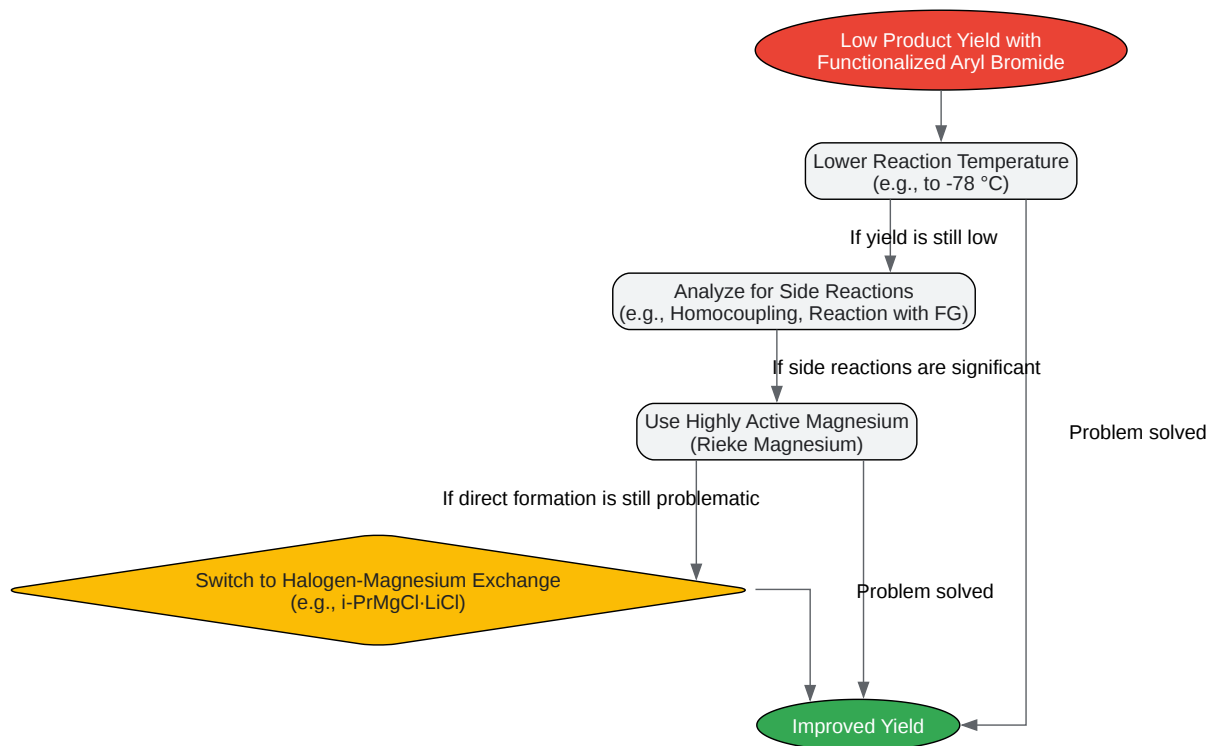 Low Product Yield with
Functionalized Aryl Bromide
Lower Reaction Temperature
(e.g., to -78 °C)
If yield is still low
Analyze for Side Reactions
(e.g., Homocoupling, Reaction with FG)
If side reactions are significant
Use Highly Active Magnesium
(Rieke Magnesium)
Problem solved
If direct formation is still problematic
Switch to Halogen-Magnesium Exchange
(e.g., i-PrMgCl·LiCl)
Problem solved
Improved Yield